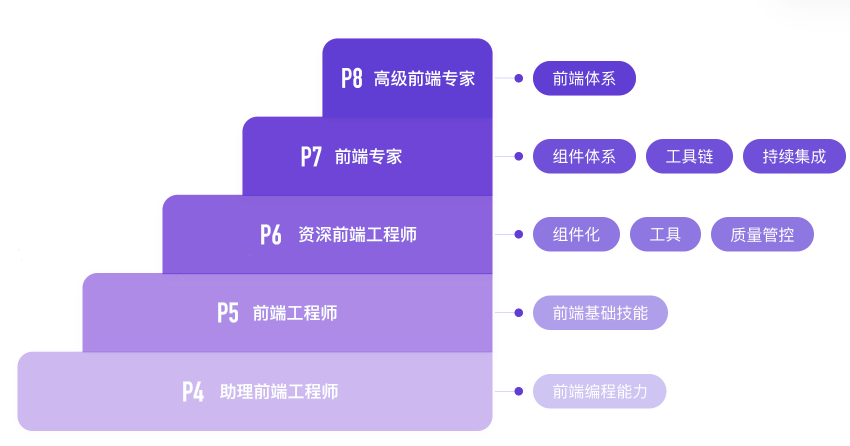 P8 高级前端专家 前端体系
P7 前端专家 组件体系 工具链 持续集成
P6 资深前端工程师 组件化 工具 质量管控
P5 前端工程师 前端基础技能
P4 助理前端工程师 前端编程能力